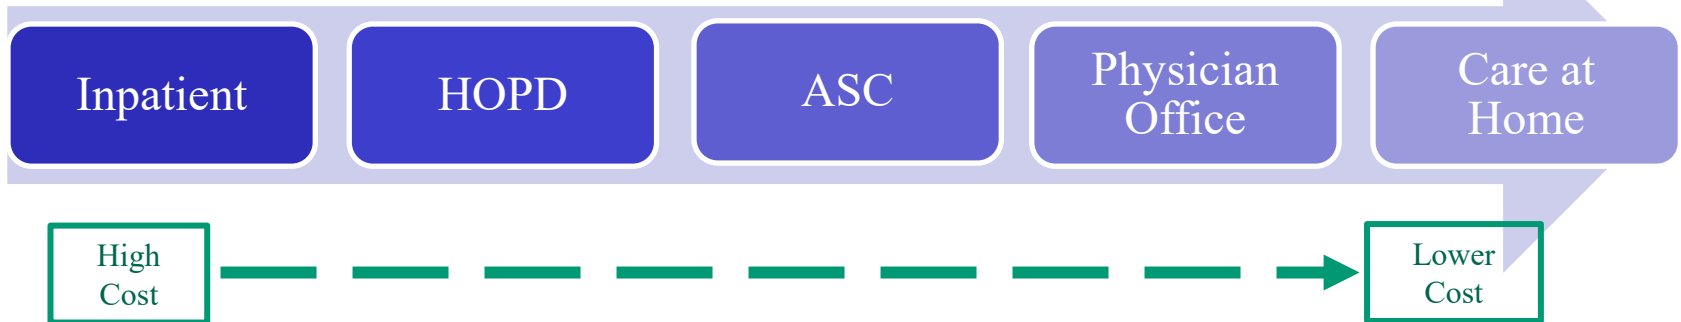 Inpatient
HOPD
ASC
Physician
Office
Care at
Home
High
Cost
Lower
Cost